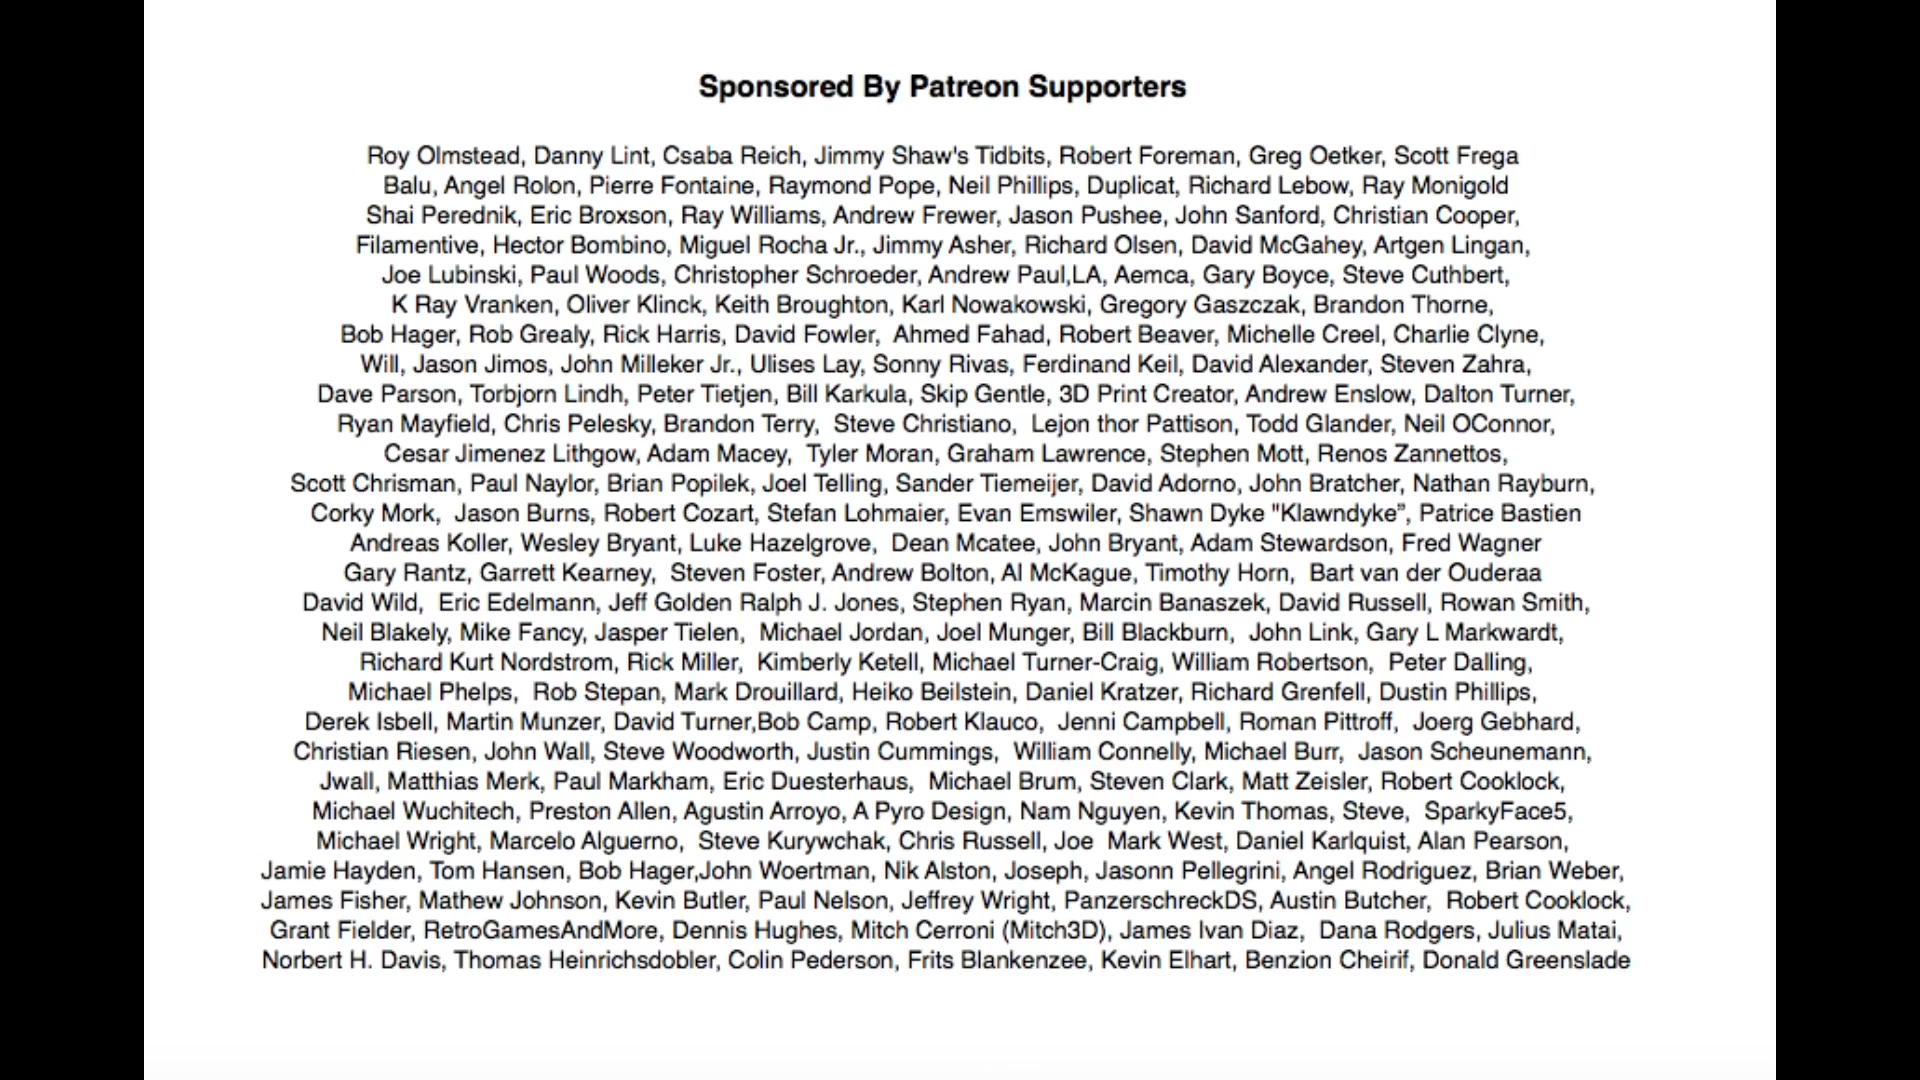 Sponsored By Patreon Supporters
Roy Olmstead, Danny Lint, Csaba Reich, Jimmy Shaw's Tidbits, Robert Foreman, Greg Oetker, Scott Frega
Balu, Angel Rolon, Pierre Fontaine, Raymond Pope, Neil Phillips, Duplicat, Richard Lebow, Ray Monigold
Shai Perednik, Eric Broxson, Ray Williams, Andrew Frewer, Jason Pushee, John Sanford, Christian Cooper,
Filamentive, Hector Bombino, Miguel Rocha Jr., Jimmy Asher, Richard Olsen, David McGahey, Artgen Lingan,
Joe Lubinski, Paul Woods, Christopher Schroeder, Andrew Paul,LA, Aemca, Gary Boyce, Steve Cuthbert,
K Ray Vranken, Oliver Klinck, Keith Broughton, Karl Nowakowski, Gregory Gaszczak, Brandon Thorne,
Bob Hager, Rob Grealy, Rick Harris, David Fowler,  Ahmed Fahad, Robert Beaver, Michelle Creel, Charlie Clyne,
Will, Jason Jimos, John Milleker Jr., Ulises Lay, Sonny Rivas, Ferdinand Keil, David Alexander, Steven Zahra,
Dave Parson, Torbjorn Lindh, Peter Tietjen, Bill Karkula, Skip Gentle, 3D Print Creator, Andrew Enslow, Dalton Turner,
Ryan Mayfield, Chris Pelesky, Brandon Terry,  Steve Christiano,  Lejon thor Pattison, Todd Glander, Neil OConnor,
Cesar Jimenez Lithgow, Adam Macey,  Tyler Moran, Graham Lawrence, Stephen Mott, Renos Zannettos,
Scott Chrisman, Paul Naylor, Brian Popilek, Joel Telling, Sander Tiemeijer, David Adorno, John Bratcher, Nathan Rayburn,
Corky Mork,  Jason Burns, Robert Cozart, Stefan Lohmaier, Evan Emswiler, Shawn Dyke "Klawndyke”, Patrice Bastien
Andreas Koller, Wesley Bryant, Luke Hazelgrove,  Dean Mcatee, John Bryant, Adam Stewardson, Fred Wagner
Gary Rantz, Garrett Kearney,  Steven Foster, Andrew Bolton, Al McKague, Timothy Horn,  Bart van der Ouderaa
David Wild,  Eric Edelmann, Jeff Golden Ralph J. Jones, Stephen Ryan, Marcin Banaszek, David Russell, Rowan Smith,
Neil Blakely, Mike Fancy, Jasper Tielen,  Michael Jordan, Joel Munger, Bill Blackburn,  John Link, Gary L Markwardt,
Richard Kurt Nordstrom, Rick Miller,  Kimberly Ketell, Michael Turner-Craig, William Robertson,  Peter Dalling,
Michael Phelps,  Rob Stepan, Mark Drouillard, Heiko Beilstein, Daniel Kratzer, Richard Grenfell, Dustin Phillips,
Derek Isbell, Martin Munzer, David Turner,Bob Camp, Robert Klauco,  Jenni Campbell, Roman Pittroff,  Joerg Gebhard,
Christian Riesen, John Wall, Steve Woodworth, Justin Cummings,  William Connelly, Michael Burr,  Jason Scheunemann,
Jwall, Matthias Merk, Paul Markham, Eric Duesterhaus,  Michael Brum, Steven Clark, Matt Zeisler, Robert Cooklock,
Michael Wuchitech, Preston Allen, Agustin Arroyo, A Pyro Design, Nam Nguyen, Kevin Thomas, Steve,  SparkyFace5,
Michael Wright, Marcelo Alguerno,  Steve Kurywchak, Chris Russell, Joe  Mark West, Daniel Karlquist, Alan Pearson,
Jamie Hayden, Tom Hansen, Bob Hager,John Woertman, Nik Alston, Joseph, Jasonn Pellegrini, Angel Rodriguez, Brian Weber,
James Fisher, Mathew Johnson, Kevin Butler, Paul Nelson, Jeffrey Wright, PanzerschreckDS, Austin Butcher,  Robert Cooklock,
Grant Fielder, RetroGamesAndMore, Dennis Hughes, Mitch Cerroni (Mitch3D), James Ivan Diaz,  Dana Rodgers, Julius Matai,
Norbert H. Davis, Thomas Heinrichsdobler, Colin Pederson, Frits Blankenzee, Kevin Elhart, Benzion Cheirif, Donald Greenslade